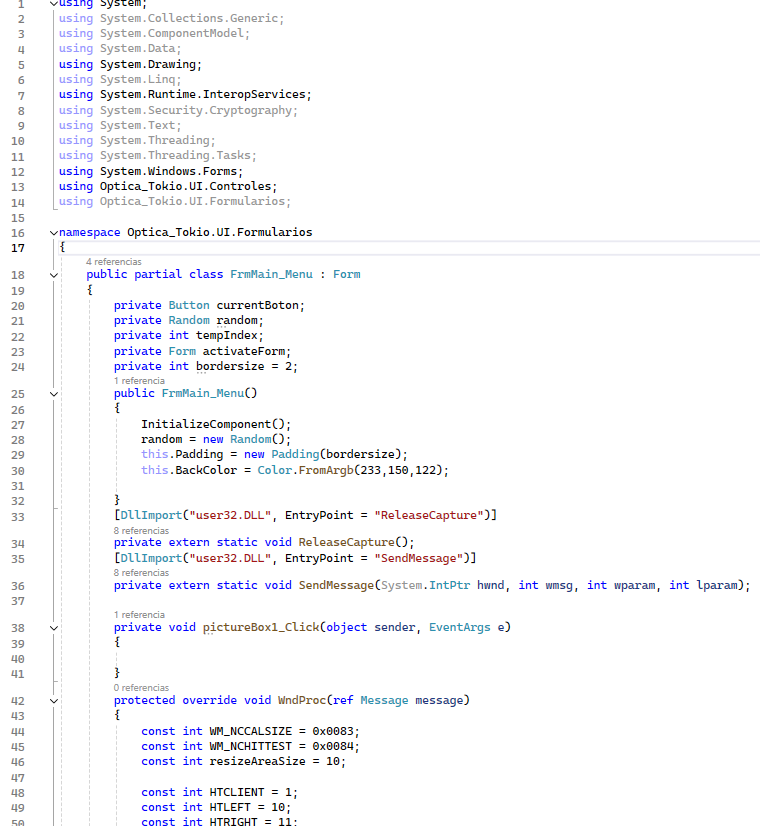 1 using System;
2 using System.Collections.Generic;
3 using System.ComponentModel;
4 using System.Data;
5 using System.Drawing;
6 using System.Linq;
7 using System.Runtime.InteropServices;
8 using System.Security.Cryptography;
9 using System.Text;
10 using System.Threading;
11 using System.Threading.Tasks;
12 using System.Windows.Forms;
13 using Optica_Tokio.UI.Controles;
14 using Optica_Tokio.UI.Formularios;
15
16 namespace Optica_Tokio.UI.Formularios
17 {
4 referencias
18 public partial class FrmMain_Menu : Form
19 {
20 private Button currentBoton;
21 private Random random;
22 private int tempIndex;
23 private Form activateForm;
24 private int bordersize = 2;
1 referencia
25 public FrmMain_Menu()
26 {
27 InitializeComponent();
28 random = new Random();
29 this.Padding = new Padding(bordersize);
30 this.BackColor = Color.FromArgb(233,150,122);
31
32 }
33 [DllImport("user32.DLL", EntryPoint = "ReleaseCapture")]
8 referencias
34 private extern static void ReleaseCapture();
35 [DllImport("user32.DLL", EntryPoint = "SendMessage")]
8 referencias
36 private extern static void SendMessage(System.IntPtr hwnd, int wmsg, int wparam, int lparam);
37
1 referencia
38 private void pictureBox1_Click(object sender, EventArgs e)
39 {
40
41 }
0 referencias
42 protected override void WndProc(ref Message message)
43 {
44 const int WM_NCCALSIZE = 0x0083;
45 const int WM_NCHITTEST = 0x0084;
46 const int resizeAreaSize = 10;
47
48 const int HTCLIENT = 1;
49 const int HTLEFT = 10;
50 const int HTRIGHT = 11;